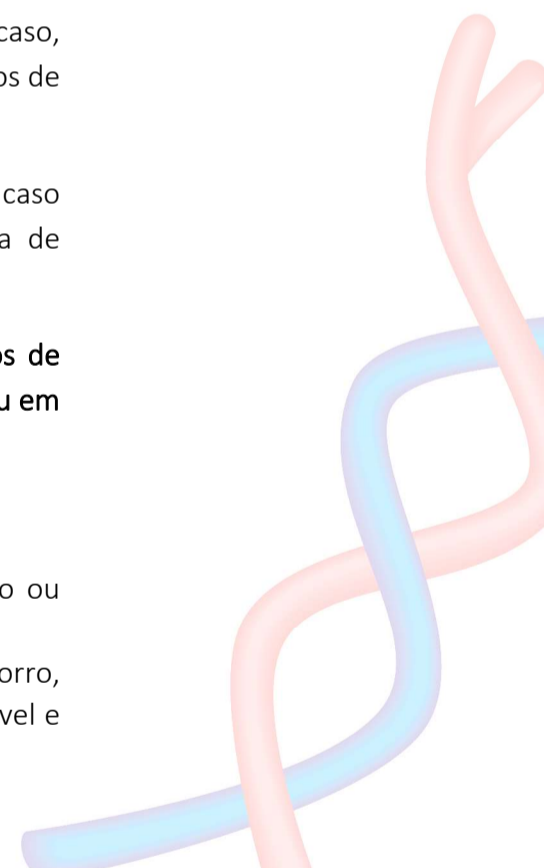 caso,
os de
caso
a de
os de
u em
o ou
orro,
vel e